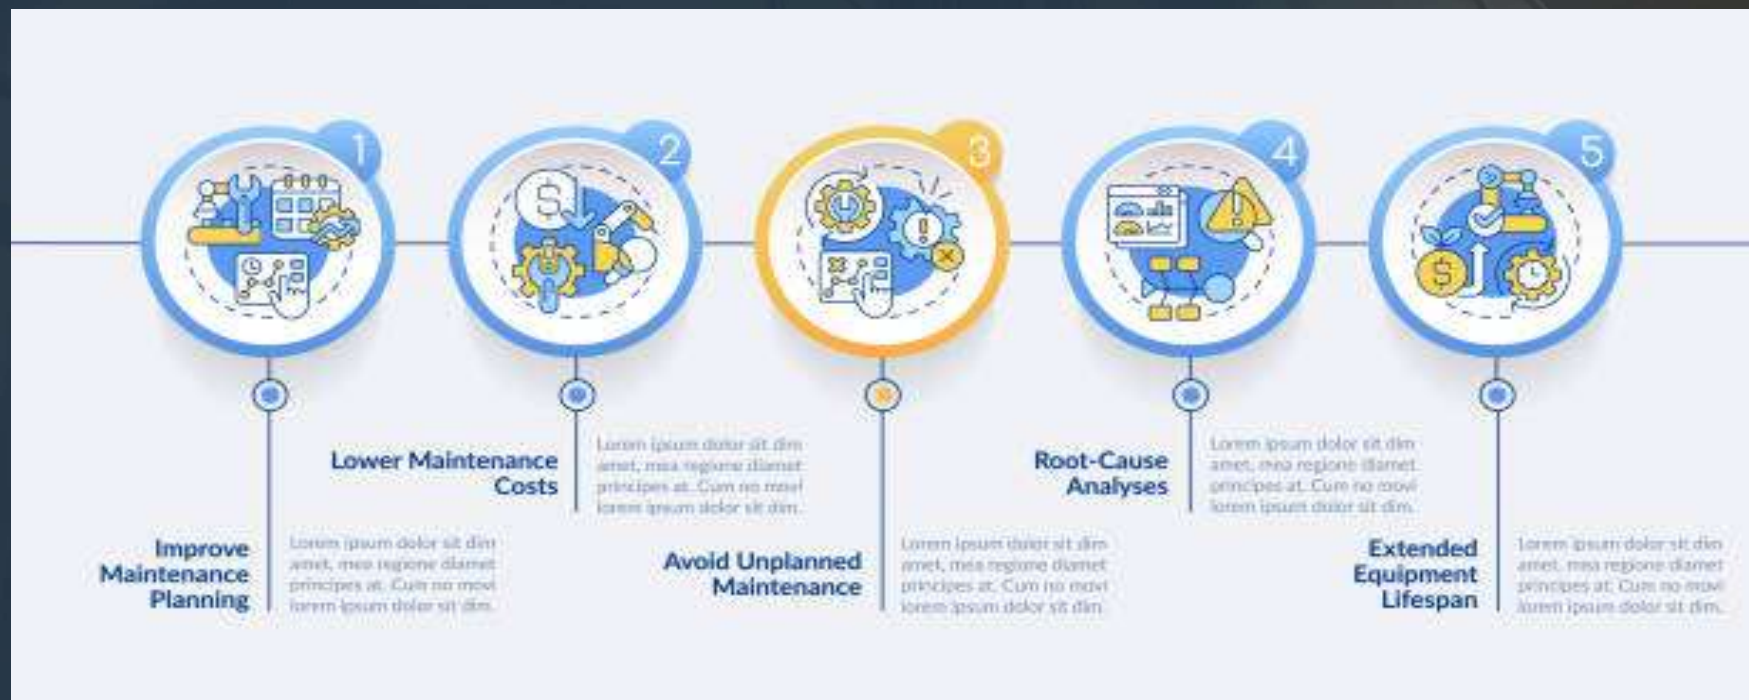 1
2
3
4
5
$
$
Improve
Maintenance
Planning
Lorem ipsum dolor sit dim
amet, mea regione diamet
principes at. Cum no movi
lorem ipsum dolor sit dim.
Lower Maintenance
Costs
Lorem ipsum dolor sit dim
amet, mea regione diamet
principes at. Cum no movi
lorem ipsum dolor sit dim.
Avoid Unplanned
Maintenance
Lorem ipsum dolor sit dim
amet, mea regione diamet
principes at. Cum no movi
lorem ipsum dolor sit dim.
Root-Cause
Analyses
Lorem ipsum dolor sit dim
amet, mea regione diamet
principes at. Cum no movi
lorem ipsum dolor sit dim.
Extended
Equipment
Lifespan
Lorem ipsum dolor sit dim
amet, mea regione diamet
principes at. Cum no movi
lorem ipsum dolor sit dim.